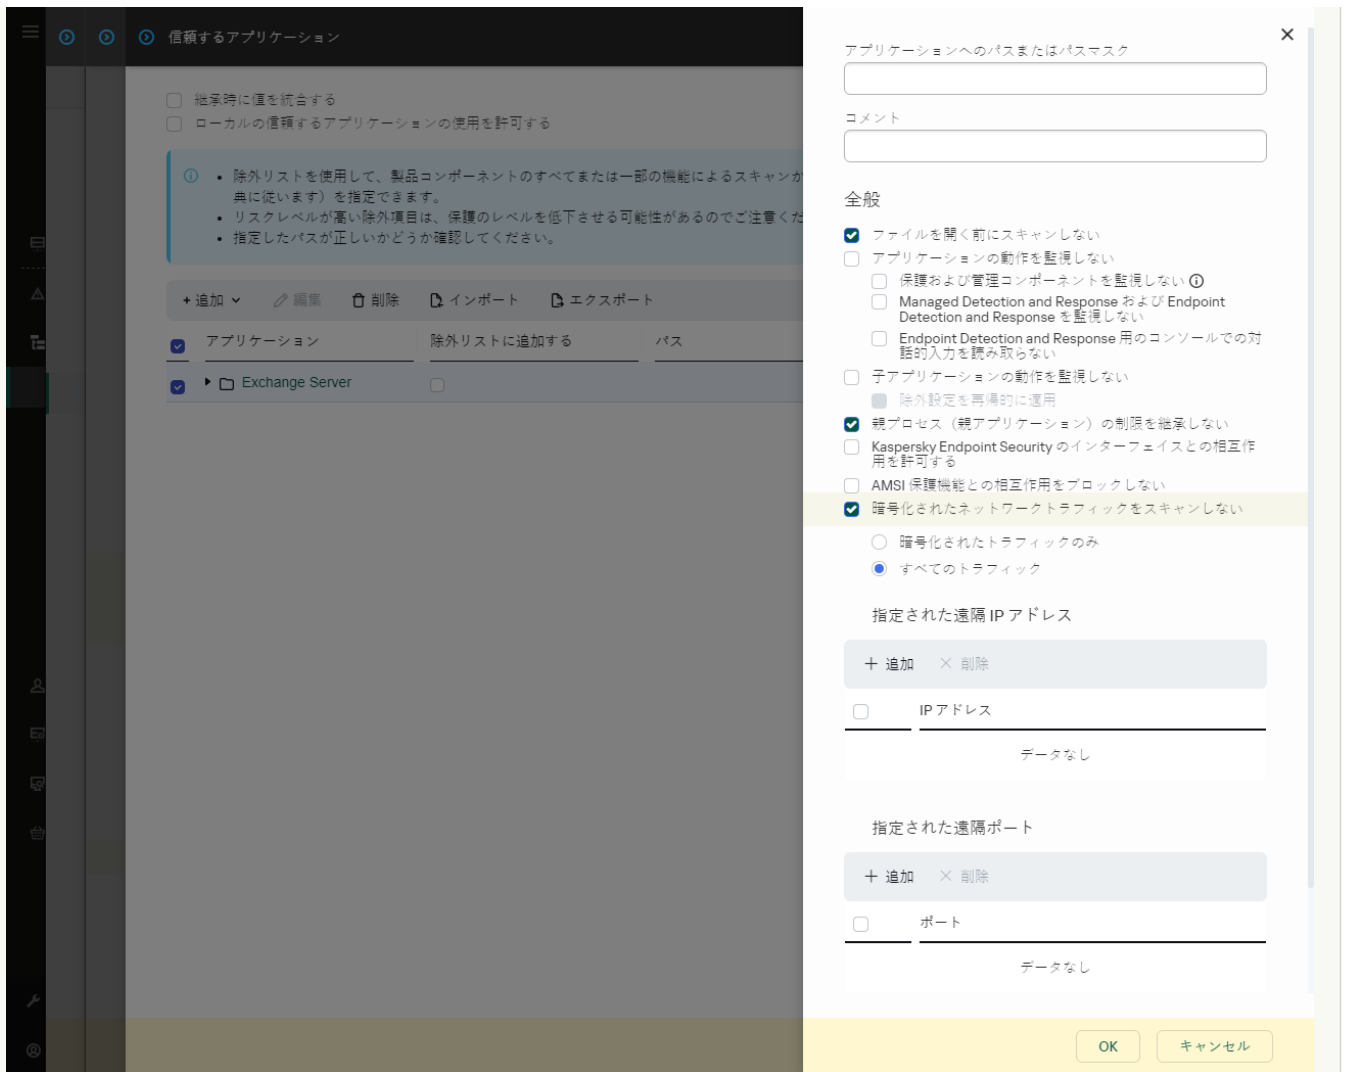 信頼するアプリケーション
継承時に値を統合する
ローカルの信頼するアプリケーションの使用を許可する
• 除外リストを使用して、製品コンポーネントのすべてまたは一部の機能によるスキャンか
典に従います）を指定できます。
• リスクレベルが高い除外項目は、保護のレベルを低下させる可能性があるのでご注意くだ
• 指定したパスが正しいかどうか確認してください。
+ 追加 編集 削除 インポート エクスポート
アプリケーション 除外リストに追加する パス
Exchange Server
アプリケーションへのパスまたはパスマスク
コメント
全般
ファイルを開く前にスキャンしない
アプリケーションの動作を監視しない
保護および管理コンポーネントを監視しない
Managed Detection and Response および Endpoint
Detection and Response を監視しない
Endpoint Detection and Response 用のコンソールでの対
話的入力を読み取らない
子アプリケーションの動作を監視しない
除外設定を再帰的に適用
親プロセス（親アプリケーション）の制限を継承しない
Kaspersky Endpoint Security のインターフェイスとの相互作
用を許可する
AMSI 保護機能との相互作用をブロックしない
暗号化されたネットワークトラフィックをスキャンしない
暗号化されたトラフィックのみ
すべてのトラフィック
指定された遠隔 IP アドレス
+ 追加 × 削除
IP アドレス
データなし
指定された遠隔ポート
+ 追加 × 削除
ポート
データなし
OK キャンセル